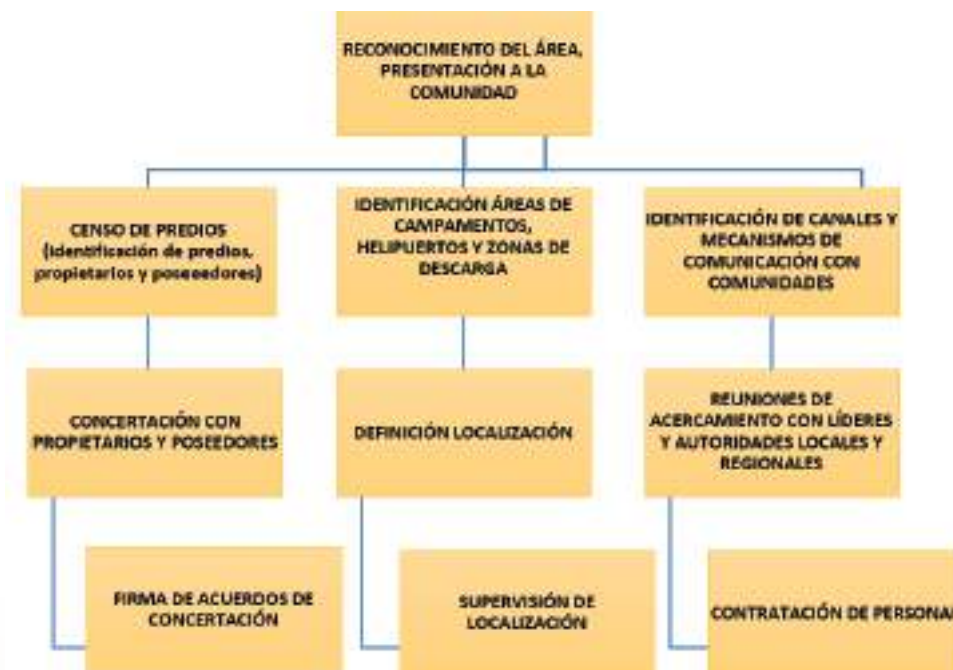 RECONOCIMIENTO DEL ÁREA,
PRESENTACIÓN A LA
COMUNIDAD
CENSO DE PREDIOS
(identificación de predios,
propietarios y poseeedores)
IDENTIFICACIÓN ÁREAS DE
CAMPAMENTOS,
HELIPUERTOS Y ZONAS DE
DESCARGA
IDENTIFICACIÓN DE CANALES Y
MECANISMOS DE
COMUNICACIÓN CON
COMUNIDADES
CONCERTACIÓN CON
PROPIETARIOS Y POSEEDORES
DEFINICIÓN LOCALIZACIÓN
REUNIONES DE
ACERCAMIENTO CON LÍDERES
Y AUTORIDADES LOCALES Y
REGIONALES
FIRMA DE ACUERDOS DE
CONCERTACIÓN
SUPERVISIÓN DE
LOCALIZACIÓN
CONTRATACIÓN DE PERSONA